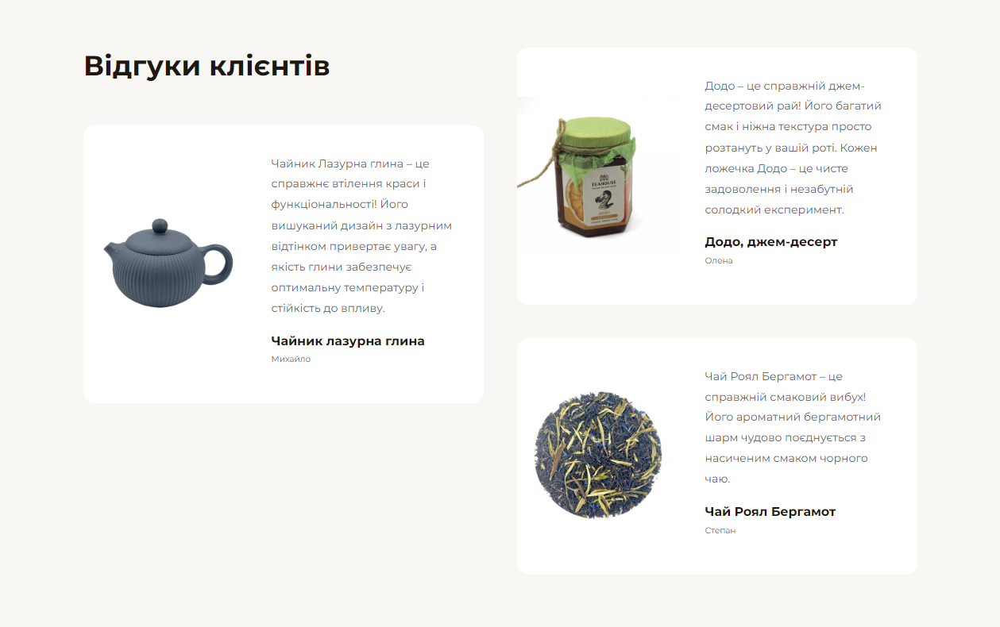 Відгуки клієнтів
Чайник Лазурна глина – це
справжнє втілення краси і
функціональності! Його
вишуканий дизайн з лазурним
відтінком привертає увагу, а
якість глини забезпечує
оптимальну температуру і
стійкість до впливу.
Чайник лазурна глина
Михайло
TEAHOUSE
Додо – це справжній джем-
десертовий рай! Його багатий
смак і ніжна текстура просто
розтануть у вашій роті. Кожен
ложечка Додо – це чисте
задоволення і незабутній
солодкий експеримент.
Додо, джем-десерт
Олена
Чай Роял Бергамот – це
справжній смаковий вибух!
Його ароматний бергамотний
шарм чудово поєднується з
насиченим смаком чорного
чаю.
Чай Роял Бергамот
Степан